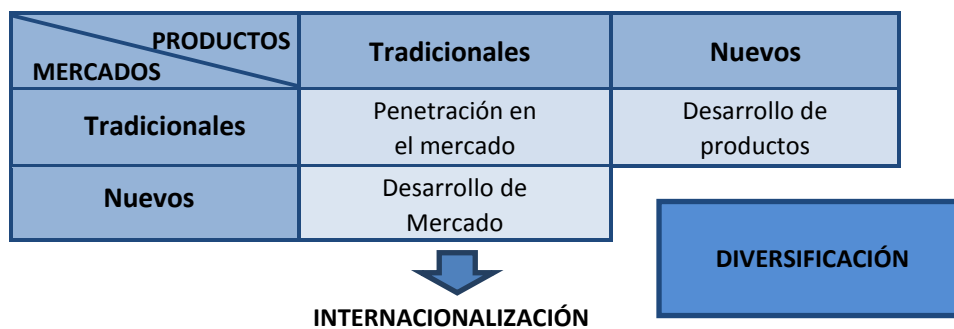 PRODUCTOS
MERCADOS
Tradicionales
Nuevos
Tradicionales
Penetración en
el mercado
Desarrollo de
productos
Nuevos
Desarrollo de
Mercado
DIVERSIFICACIÓN
INTERNACIONALIZACIÓN